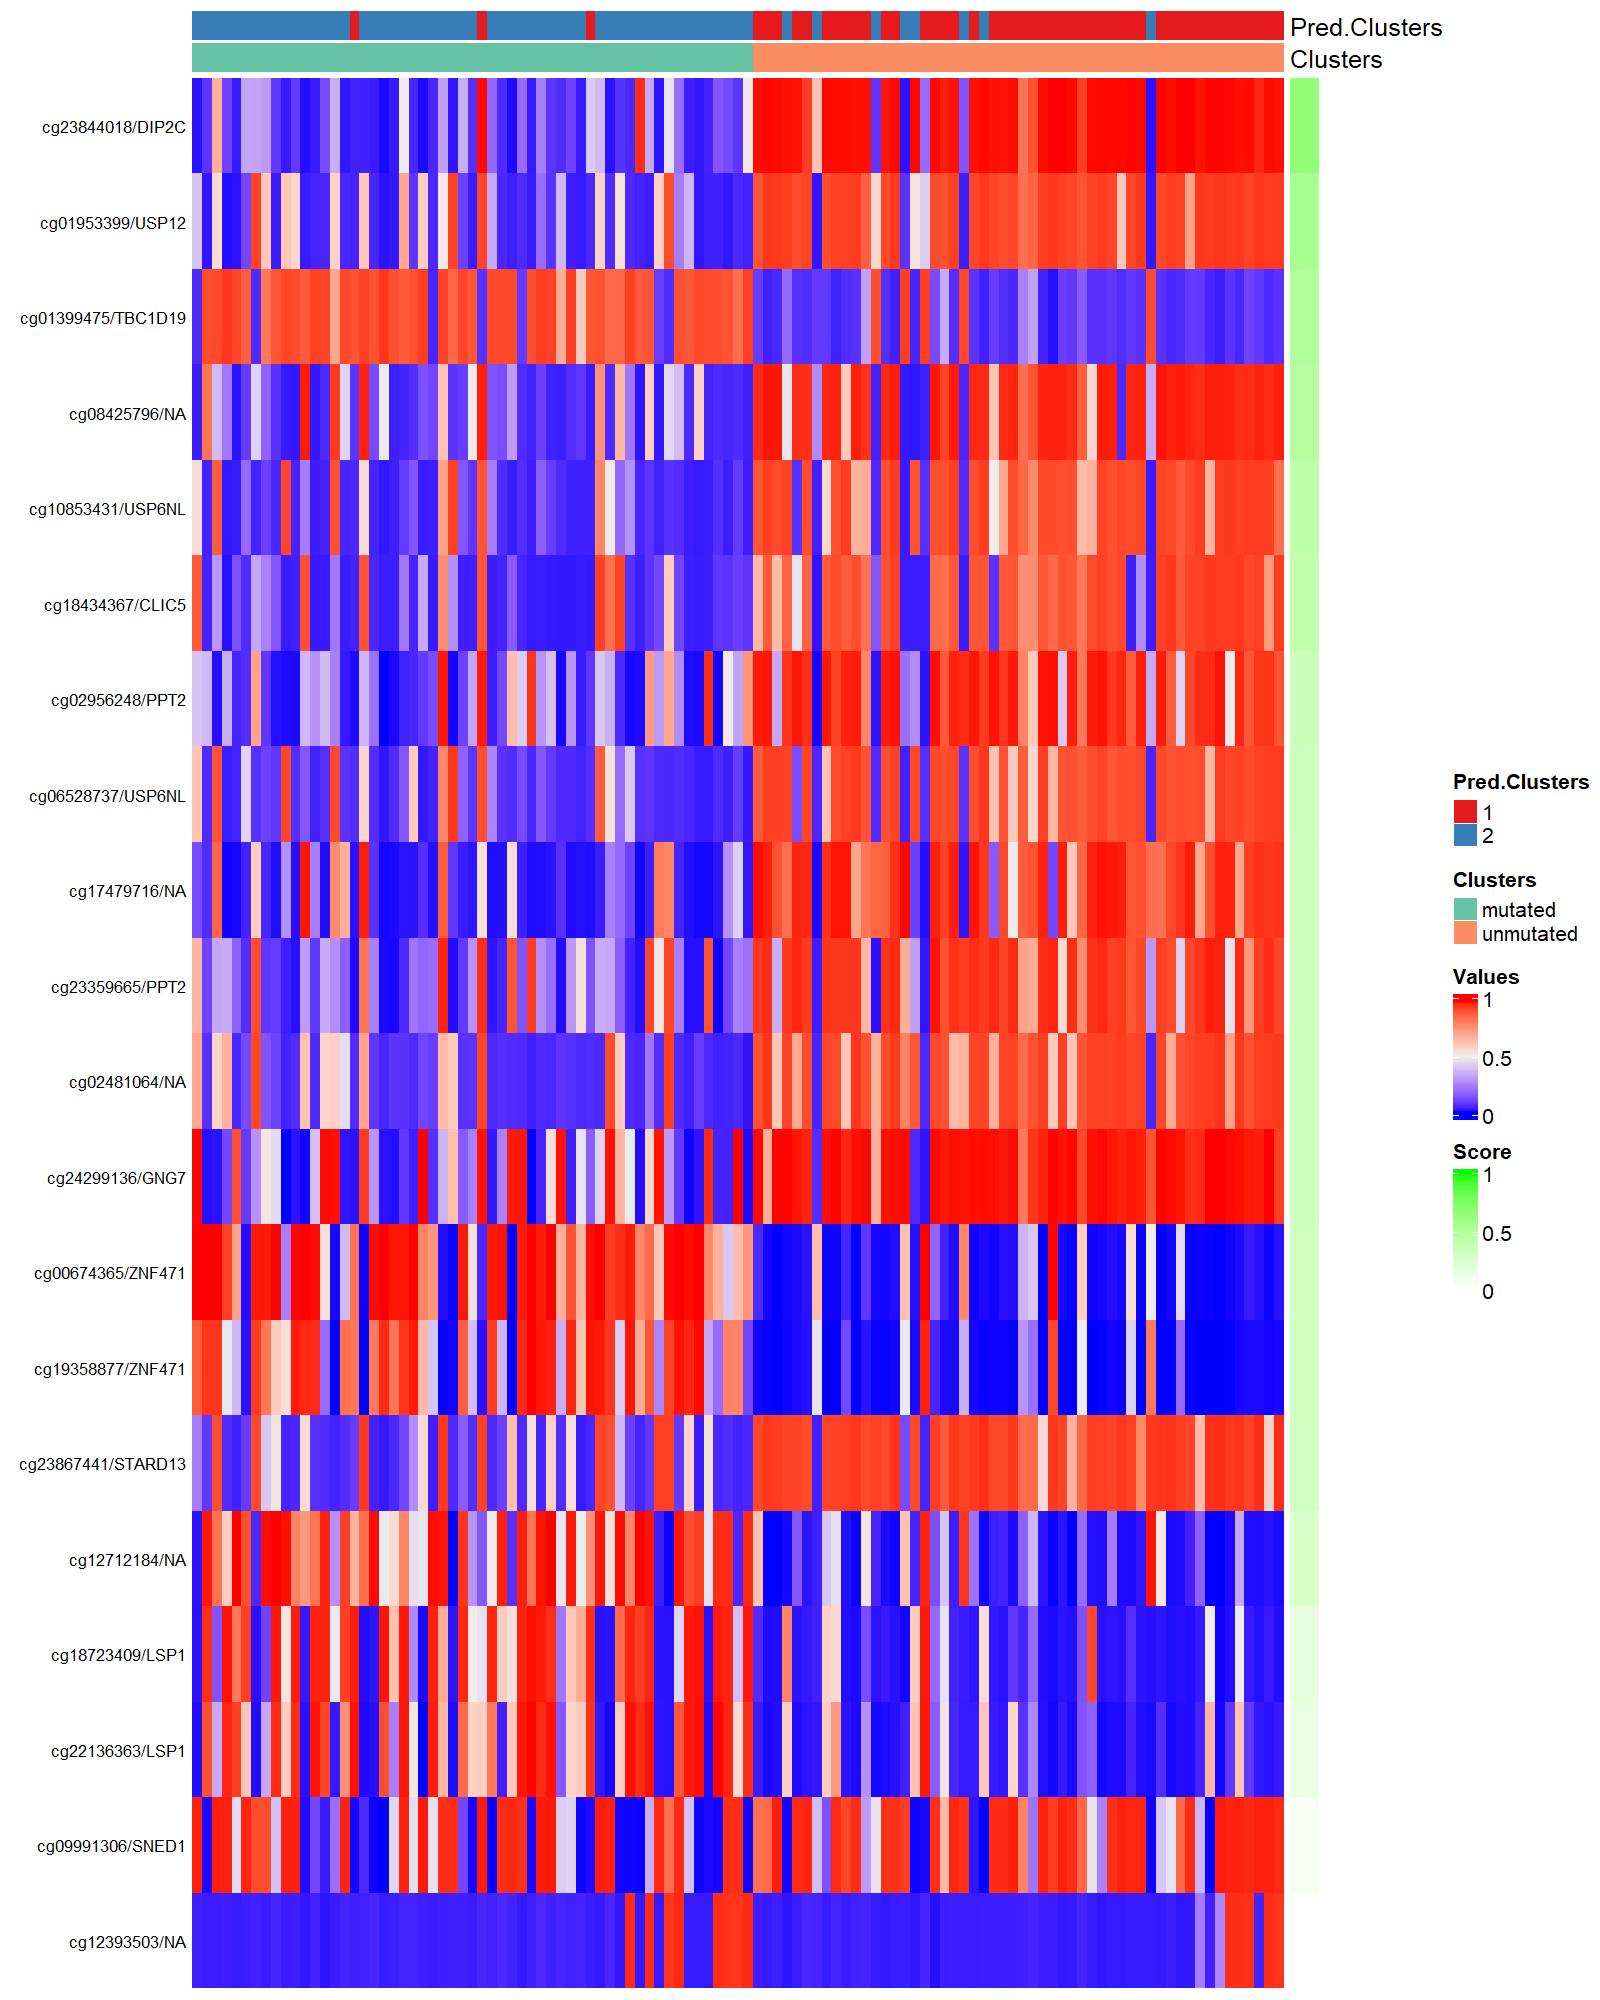 Pred.Clusters
Clusters
cg23844018/DIP2C
cg01953399/USP12
cg01399475/TBC1D19
cg08425796/NA
cg10853431/USP6NL
cg18434367/CLIC5
cg02956248/PPT2
cg06528737/USP6NL
cg17479716/NA
cg23359665/PPT2
cg02481064/NA
cg24299136/GNG7
cg00674365/ZNF471
cg19358877/ZNF471
cg23867441/STARD13
cg12712184/NA
cg18723409/LSP1
cg22136363/LSP1
cg09991306/SNED1
cg12393503/NA
Pred.Clusters
1
2
Clusters
mutated
unmutated
Values
1
0.5
0
Score
1
0.5
0